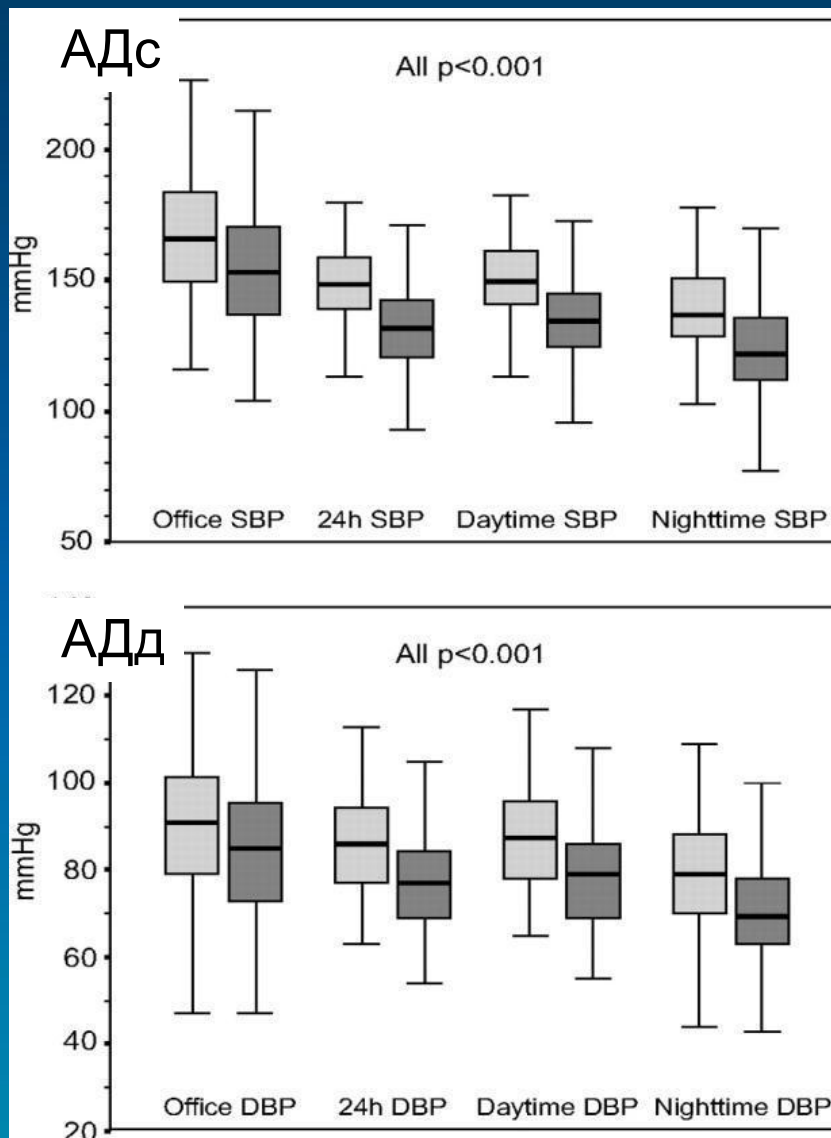 АДс
All p<0.001
200
150
100
50
mmHg
Office SBP 24h SBP Daytime SBP Nighttime SBP
АДд
All p<0.001
120
100
80
60
40
20
mmHg
Office DBP 24h DBP Daytime DBP Nighttime DBP